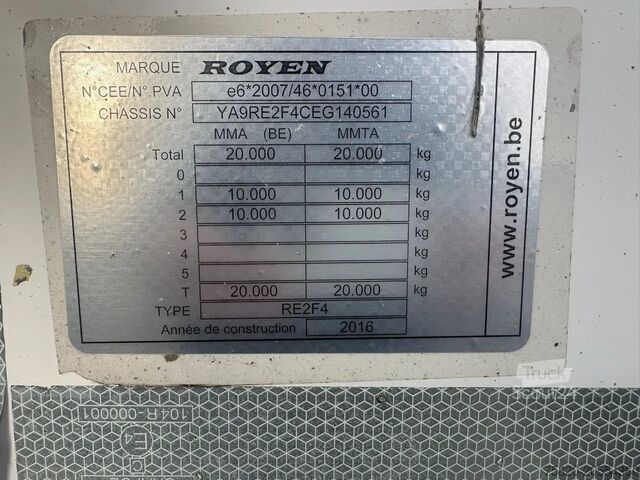 MARQUE ROYEN
N°CEE/N°.PVA e6*2007/46*0151*00
CHASSIS N° YA9RE2F4CEG140561
MMA (BE) MMTA
Total 20.000 20.000 kg
0 kg
1 10.000 10.000 kg
2 10.000 10.000 kg
3 kg
4 kg
5 kg
T 20.000 20.000 kg
TYPE RE2F4
Année de construction 2016
www.royen.be
Truck
104R-000001
E4
C